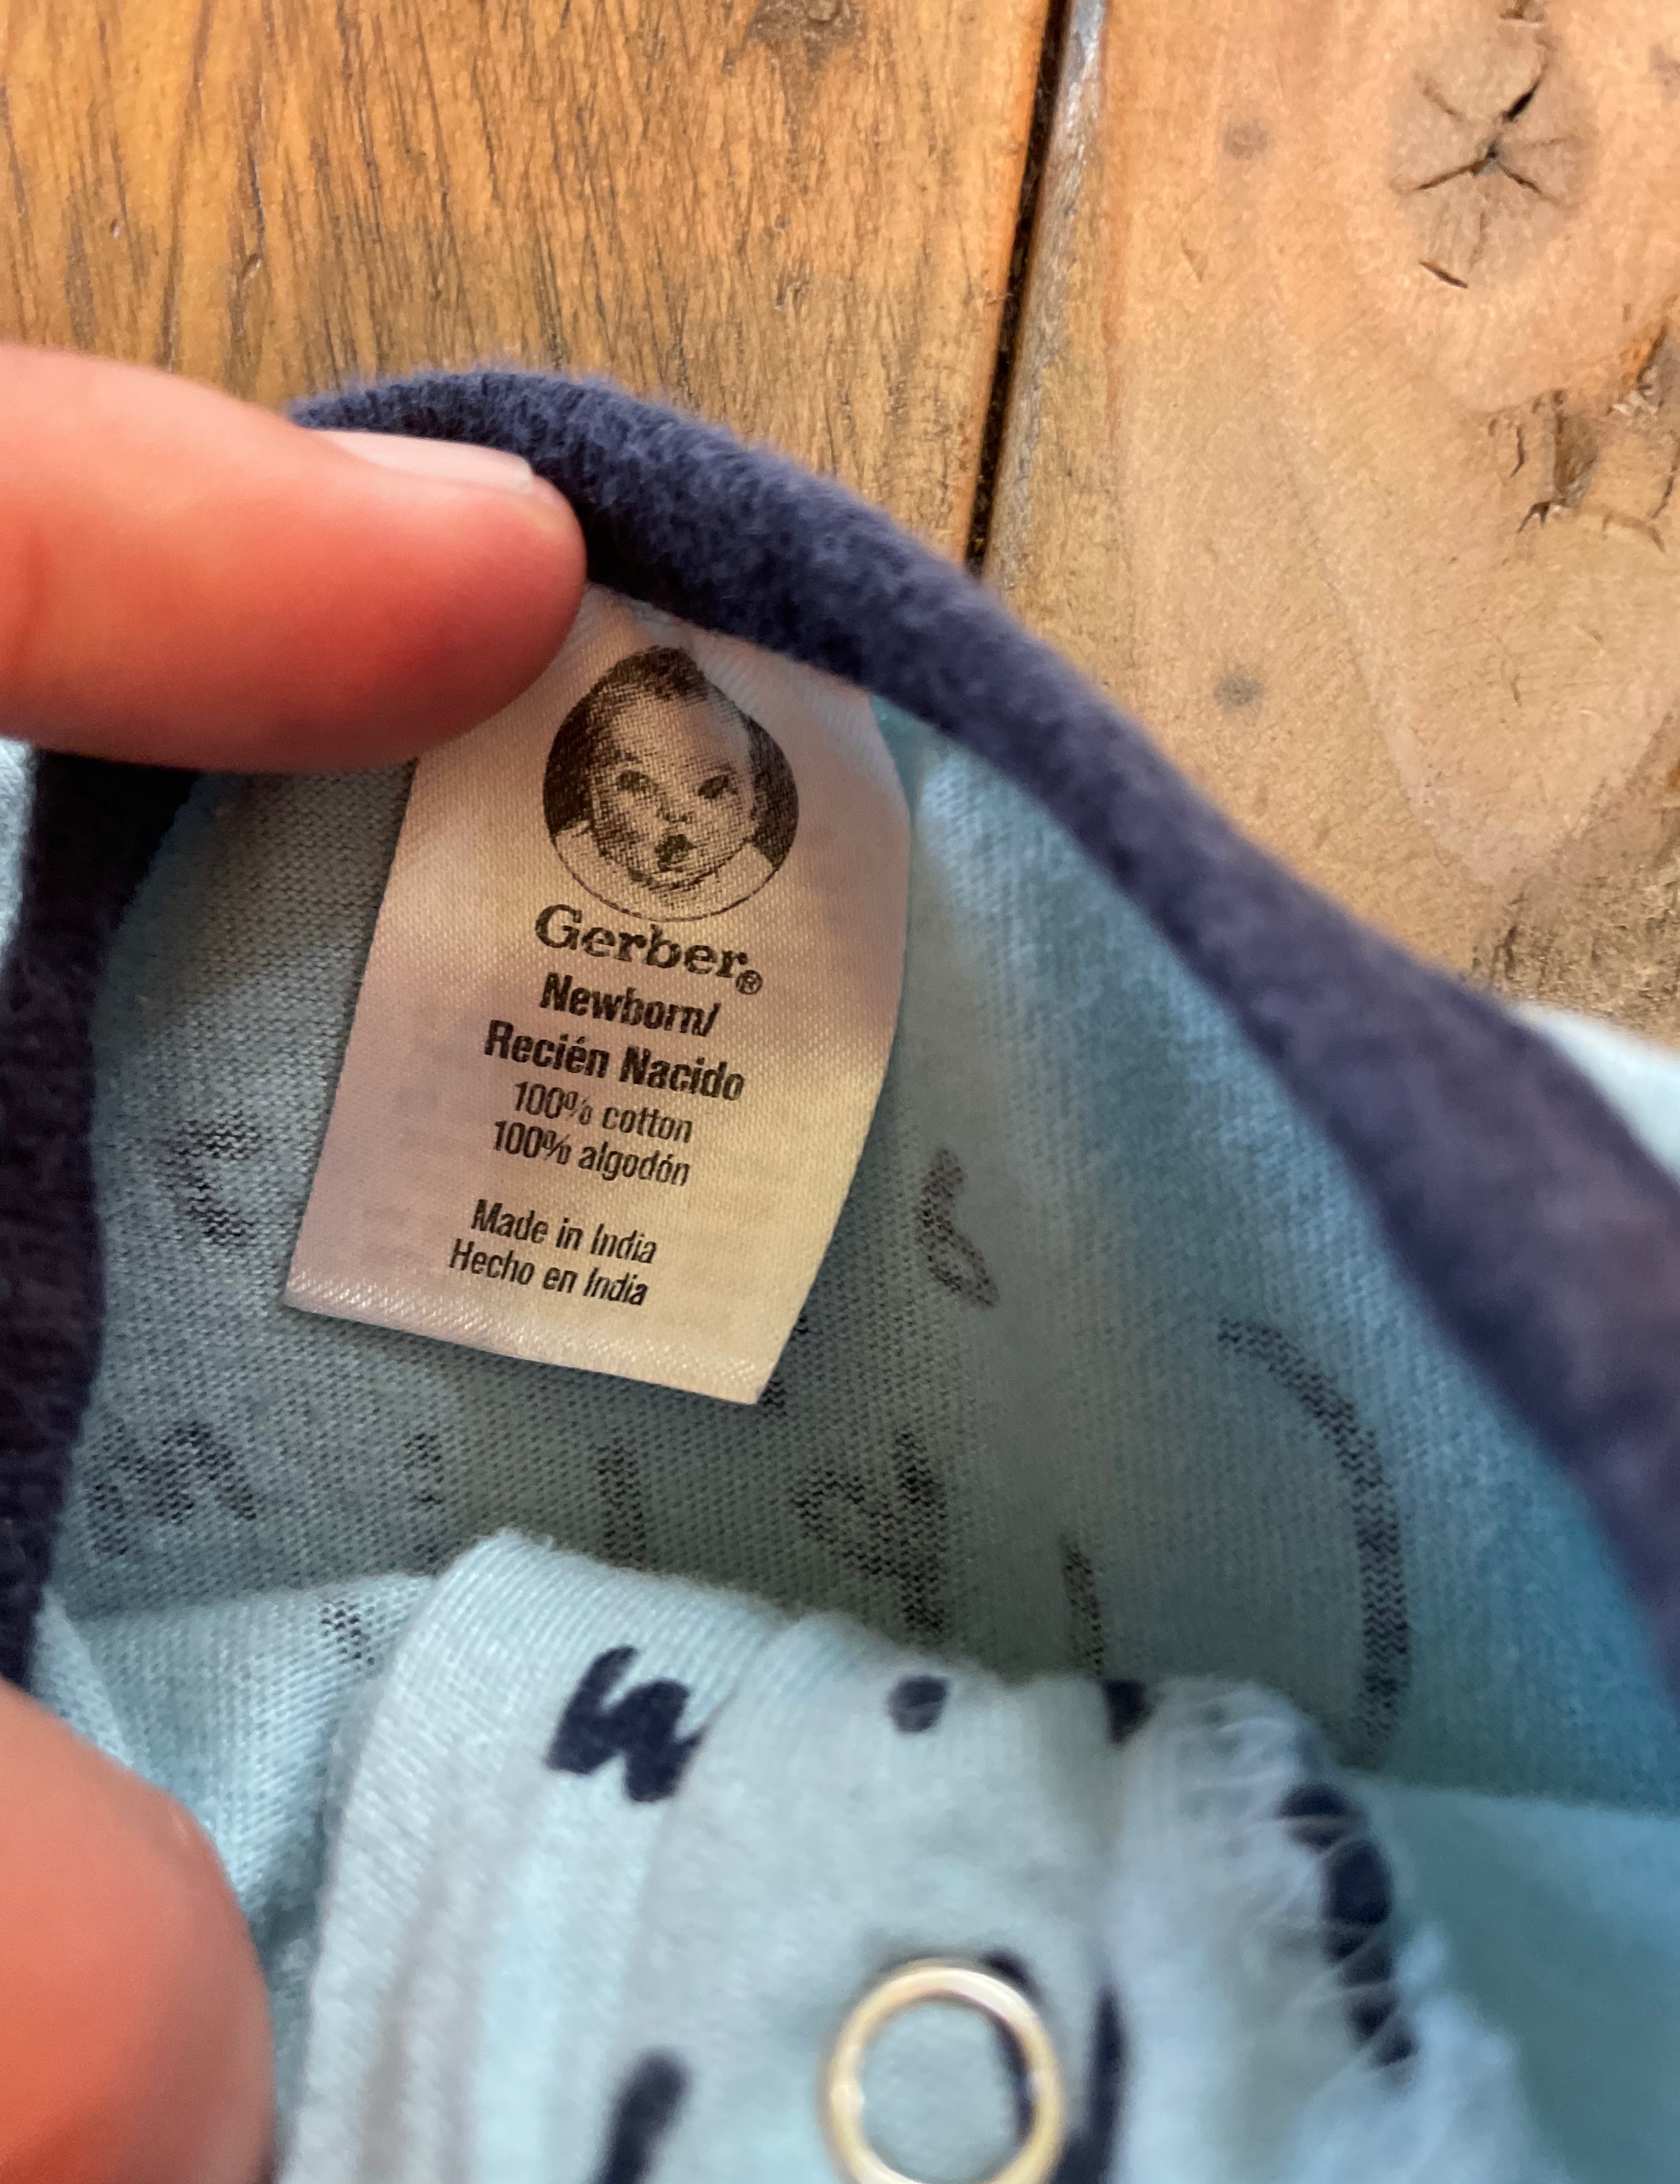 Gerber®
Newborn/
Recién Nacido
100% cotton
100% algodón
Made in India
Hecho en India